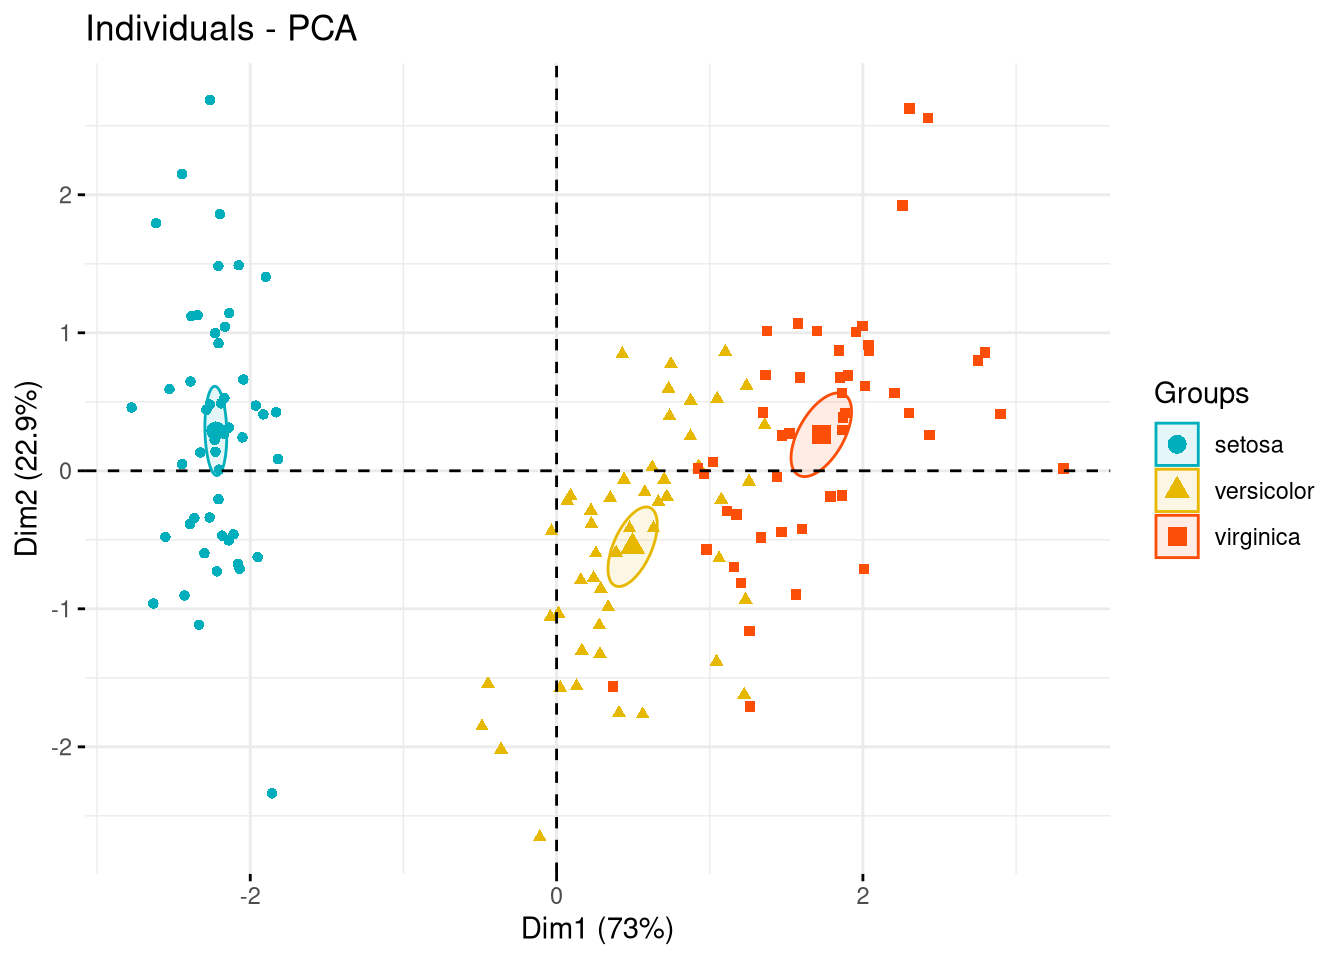 Individuals - PCA
Dim2 (22.9%)
2
1
0
-1
-2
-2 0 2
Dim1 (73%)
Groups
setosa
versicolor
virginica